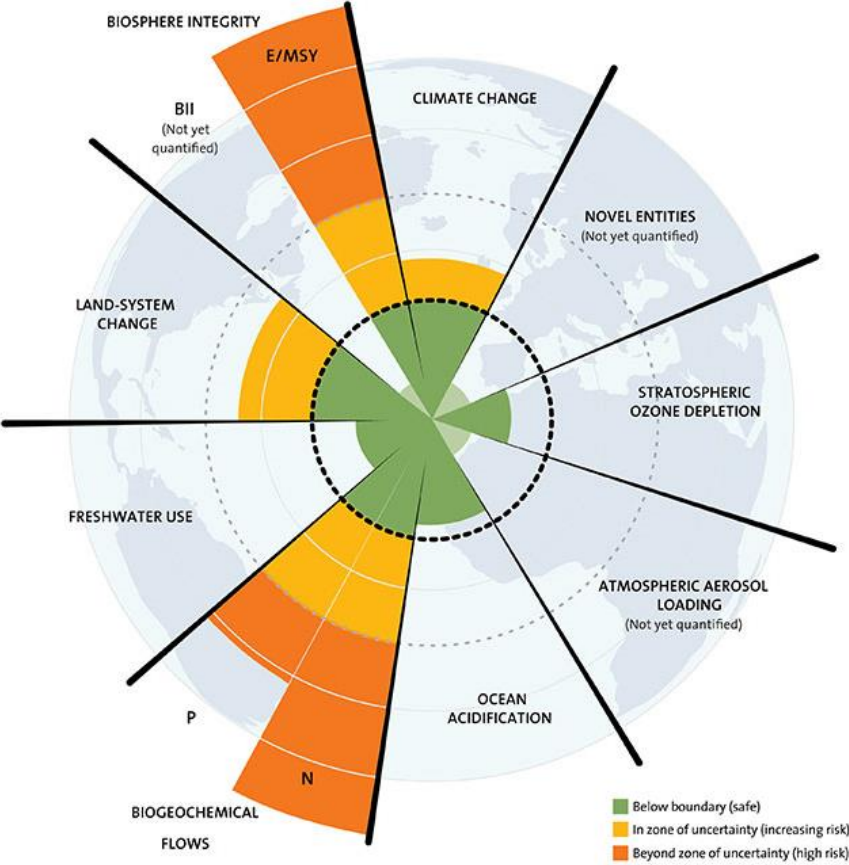 BIOSPHERE INTEGRITY
E/MSY
BII
(Not yet
quantified)
CLIMATE CHANGE
NOVEL ENTITIES
(Not yet quantified)
LAND-SYSTEM
CHANGE
STRATOSPHERIC
OZONE DEPLETION
FRESHWATER USE
ATMOSPHERIC AEROSOL
LOADING
(Not yet quantified)
OCEAN
ACIDIFICATION
P
N
BIOGEOCHEMICAL
FLOWS
Below boundary (safe)
In zone of uncertainty (increasing risk)
Beyond zone of uncertainty (high risk)